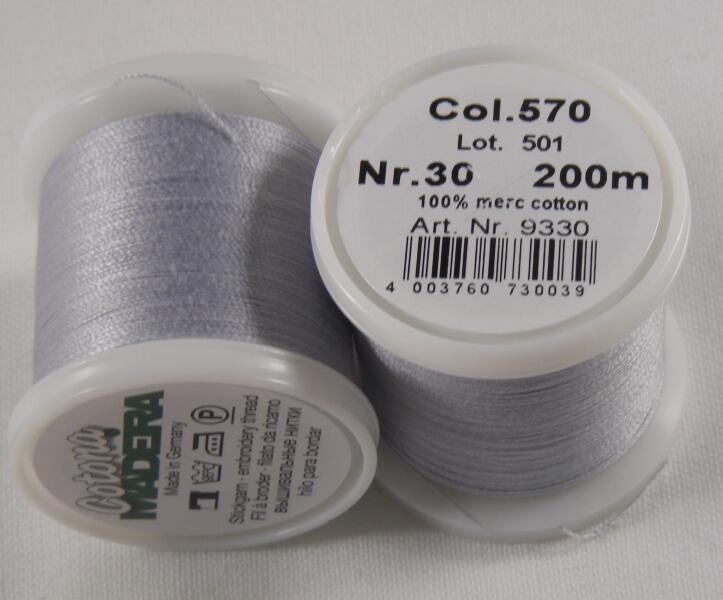 Col.570
Lot. 501
Nr.30 200m
100% merc cotton
Art. Nr. 9330
4 003760 730039
Cotona
MADERA
Made in Germany
P
Stickgarn · embroidery thread
Fil à broder · filato da ricamo
вышивальные нитки
hilo para bordar